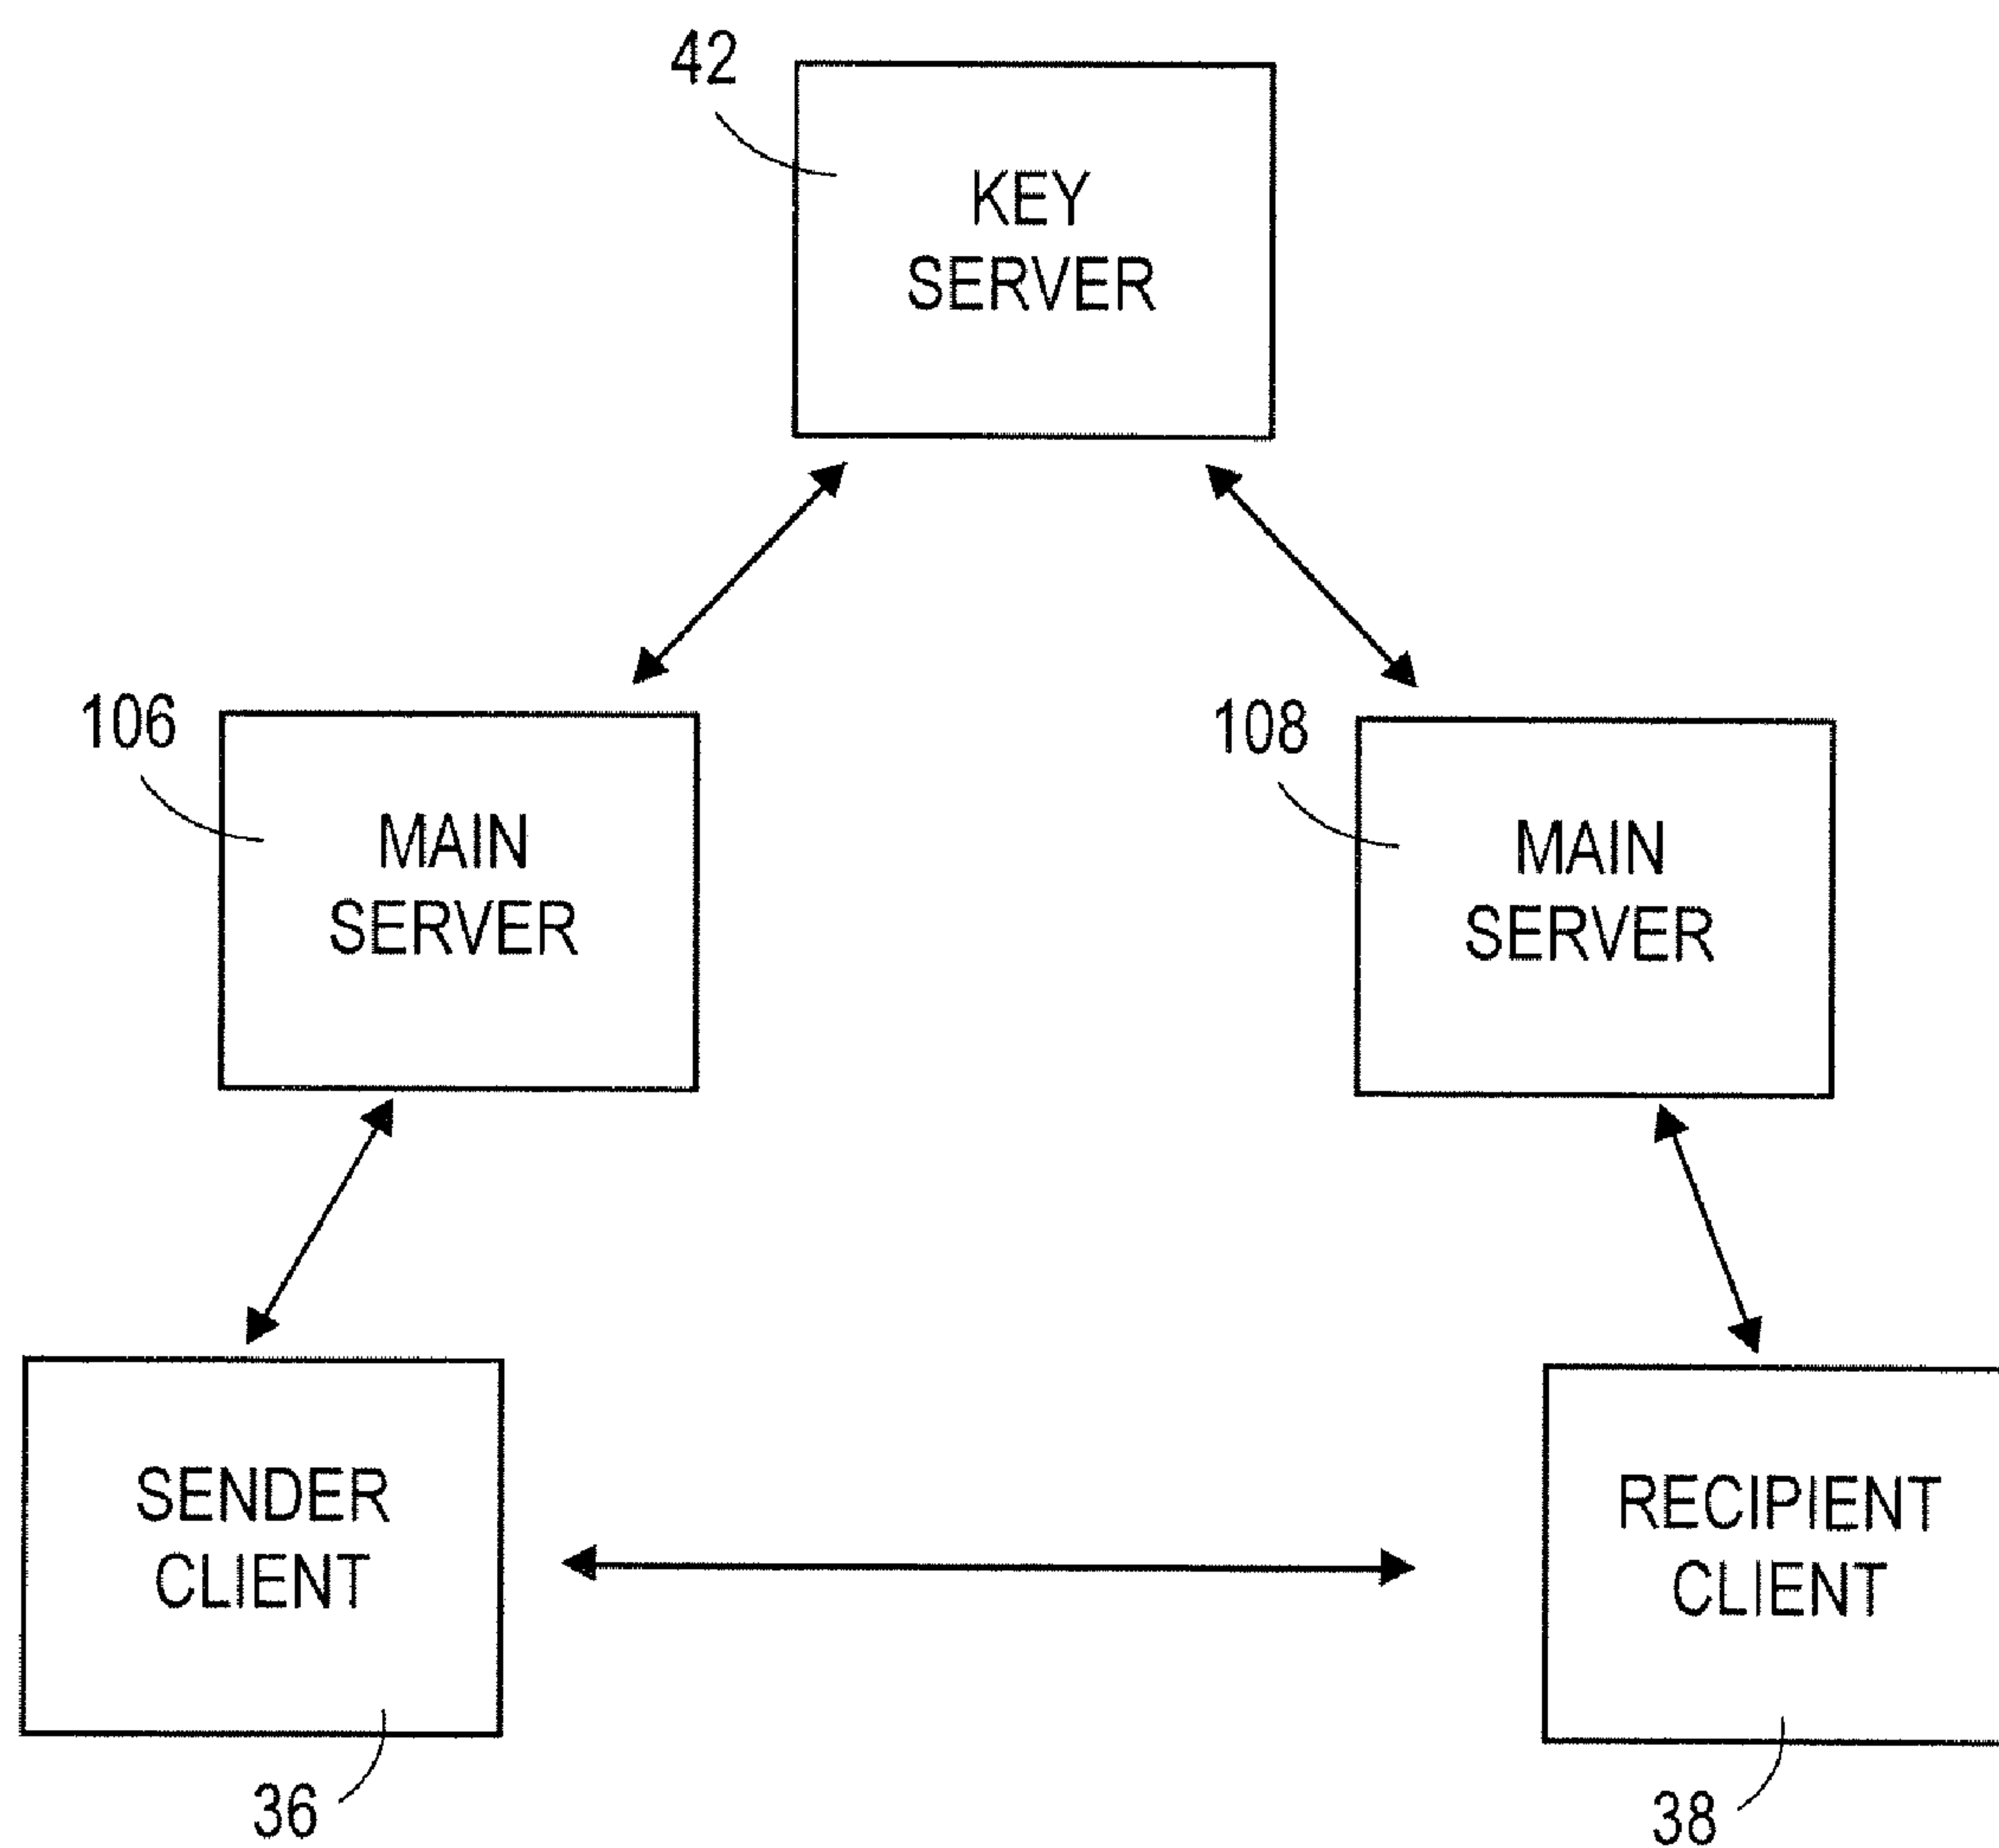 42
KEY
SERVER
106
MAIN
SERVER
108
MAIN
SERVER
SENDER
CLIENT
36
RECIPIENT
CLIENT
38